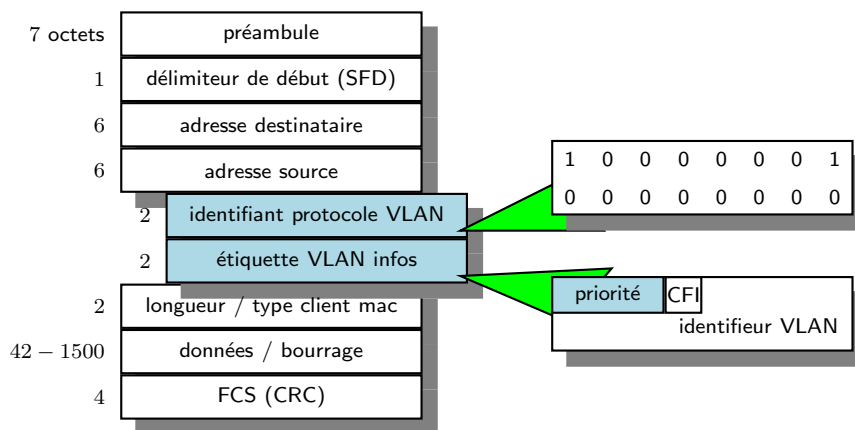 7 octets préambule
1 délimiteur de début (SFD)
6 adresse destinataire
6 adresse source
2 identifiant protocole VLAN
2 étiquette VLAN infos
2 longueur / type client mac
42 − 1500 données / bourrage
4 FCS (CRC)
1 0 0 0 0 0 0 1
0 0 0 0 0 0 0 0
priorité CFI
identifieur VLAN